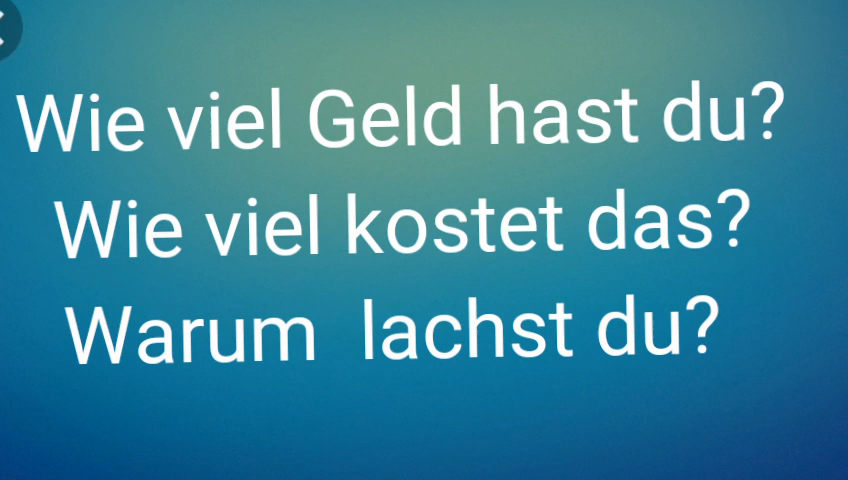 Wie viel Geld hast du?
Wie viel kostet das?
Warum lachst du?